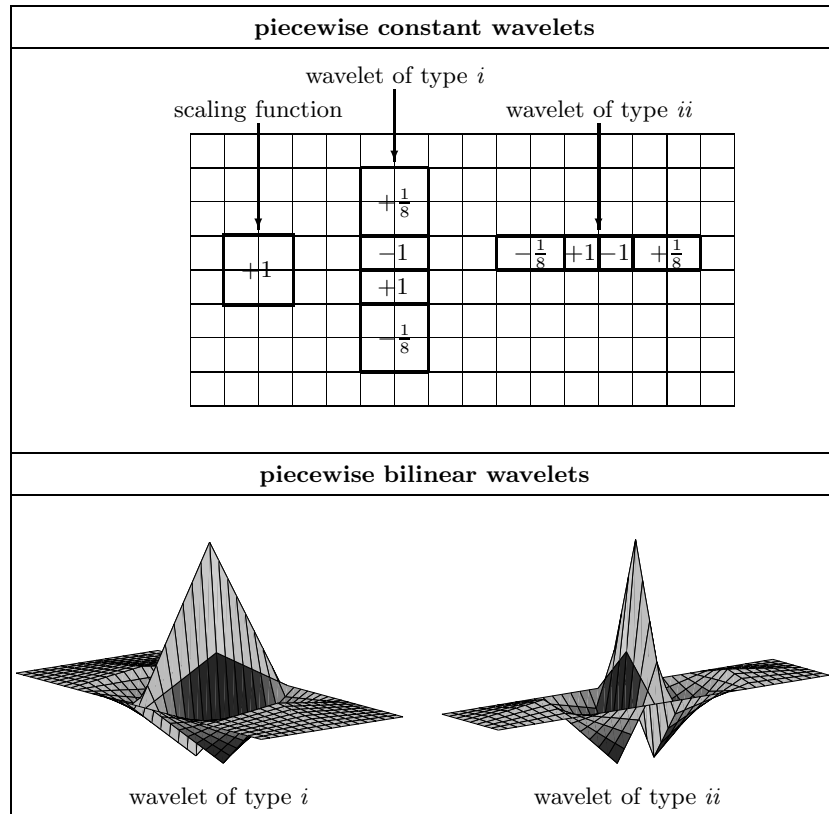 piecewise constant wavelets
wavelet of type i
scaling function
wavelet of type ii
+1/8
-1
+1
-1/8
+1
-1/8
+1
-1
+1/8
piecewise bilinear wavelets
wavelet of type i
wavelet of type ii